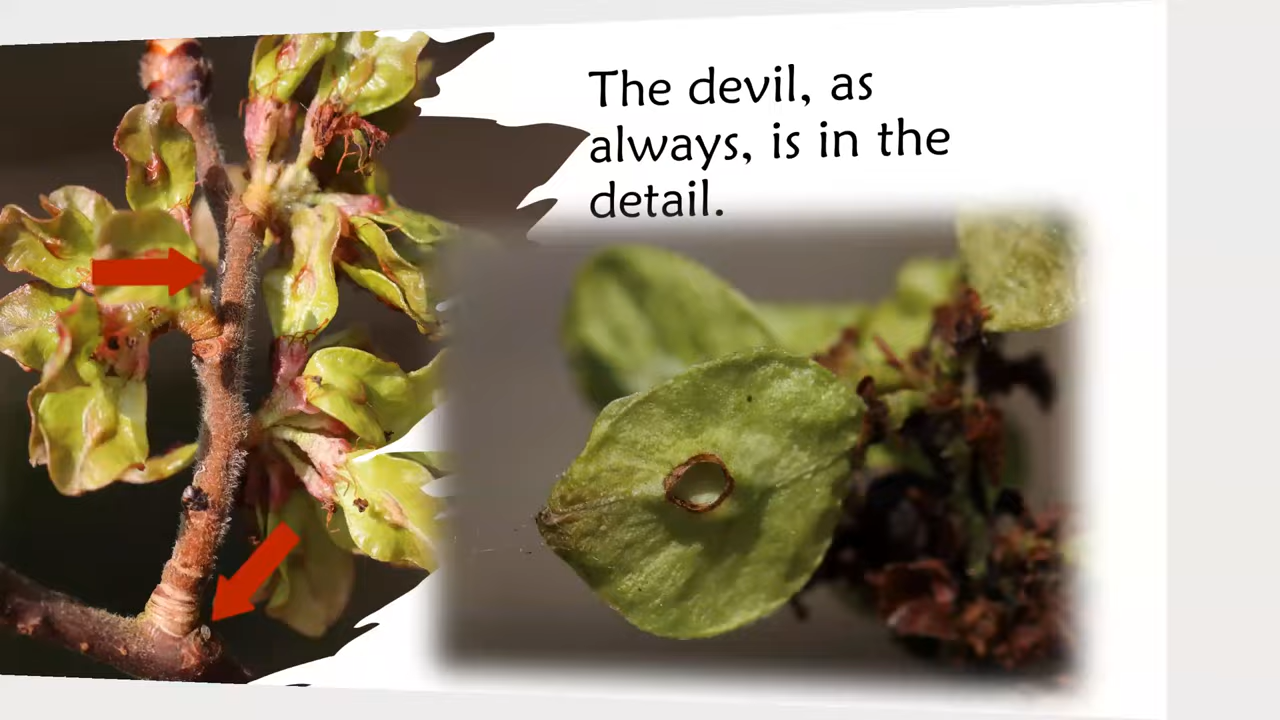 The devil, as
always, is in the
detail.